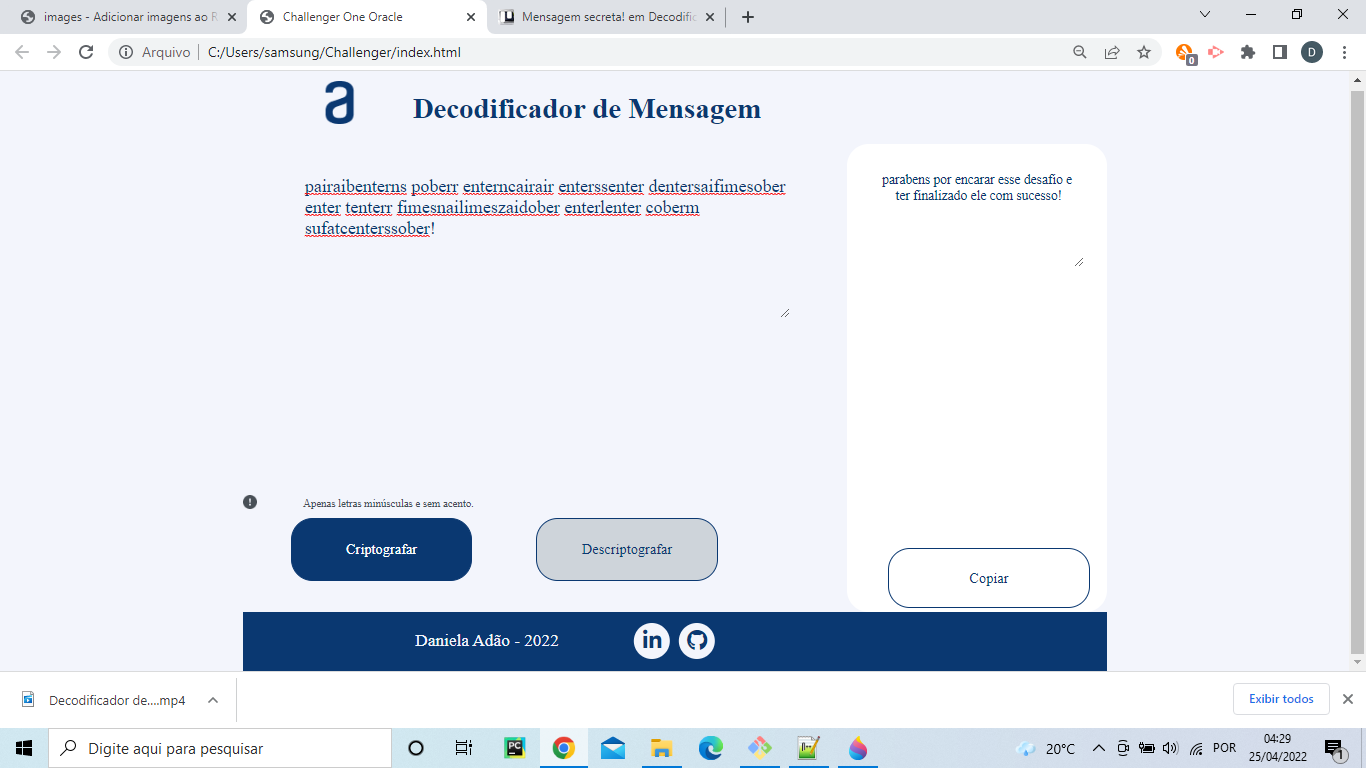 images - Adicionar imagens ao R
Challenger One Oracle
Mensagem secreta! em Decodific
Arquivo
C:/Users/samsung/Challenger/index.html
0
D
a
Decodificador de Mensagem
pairaibenterns poberr enterncairair enterssenter dentersaifimesober
enter tenterr fimesnailimeszaidober enterlenter coberm
sufatcenterssober!
parabens por encarar esse desafio e
ter finalizado ele com sucesso!
Apenas letras minúsculas e sem acento.
Criptografar
Descriptografar
Copiar
Daniela Adão - 2022
in
Decodificador de....mp4
Exibir todos
Digite aqui para pesquisar
PC
20°C
POR
04:29
25/04/2022
1